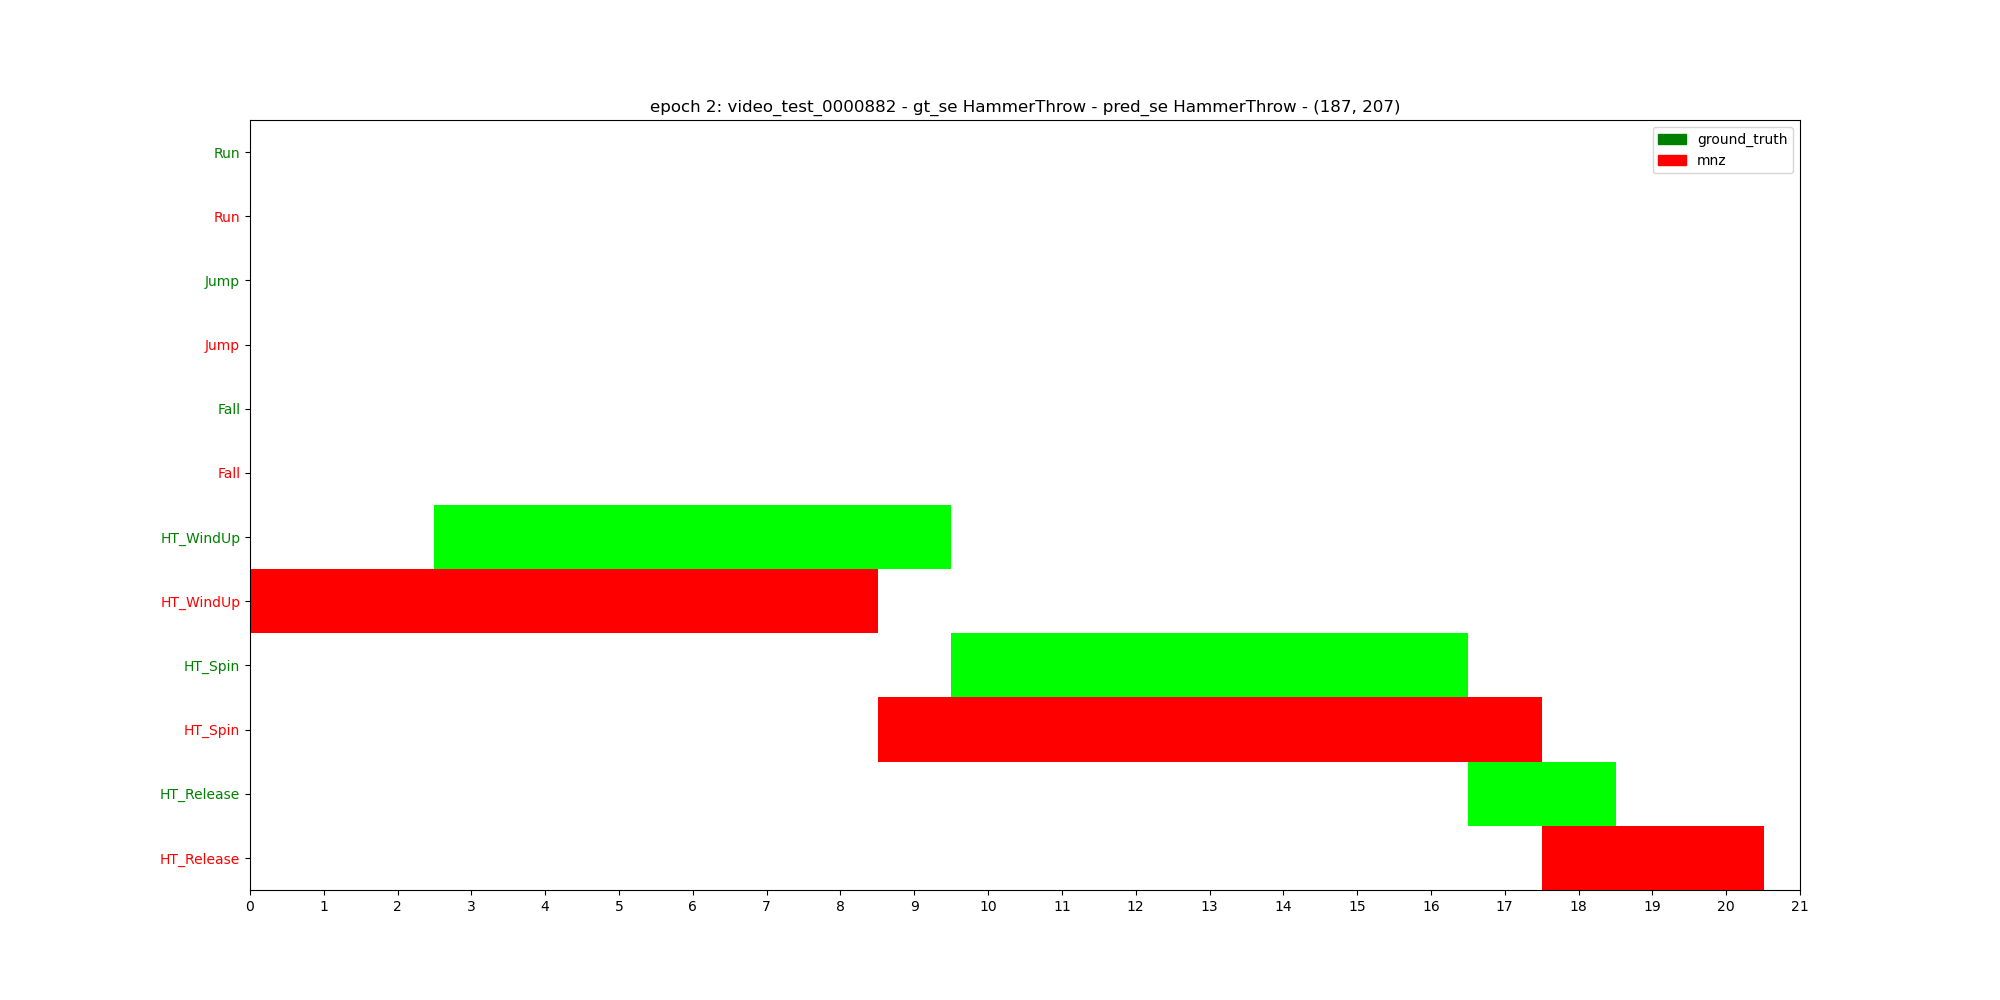 epoch 2: video_test_0000882 - gt_se HammerThrow - pred_se HammerThrow - (187, 207)
ground_truth
mnz
Run
Run
Jump
Jump
Fall
Fall
HT_WindUp
HT_WindUp
HT_Spin
HT_Spin
HT_Release
HT_Release
0 1 2 3 4 5 6 7 8 9 10 11 12 13 14 15 16 17 18 19 20 21